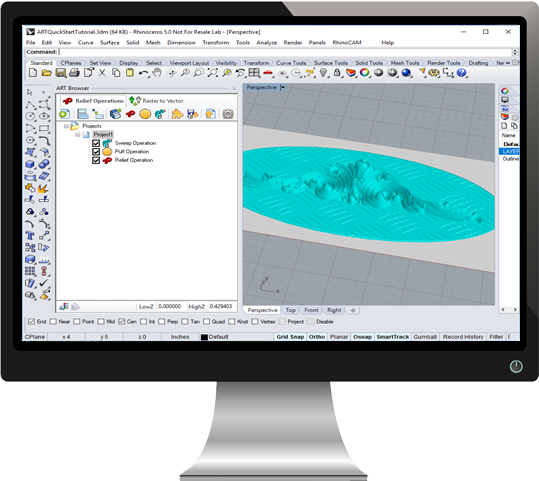 ARTQuickStartTutorial.3dm (64 KB) - Rhinoceros 5.0 Not For Resale Lab - [Perspective]
File Edit View Curve Surface Solid Mesh Dimension Transform Tools Analyze Render Panels RhinoCAM Help
Command:
Standard CPlanes Set View Display Select Viewport Layout Visibility Transform Curve Tools Surface Tools Solid Tools Mesh Tools Render Tools Drafting
ART Browser
Perspective
Relief Operations Raster to Vector
Projects
Project1
Sweep Operation
Puff Operation
Relief Operation
Name
Defau
LAYER
Outline
LowZ 0.000000 HighZ 0.429403
Perspective Top Front Right
End Near Point Mid Cen Int Perp Tan Quad Knot Vertex Project Disable
CPlane x 4 y 5 z 0 Inches Default Grid Snap Ortho Planar Osnap SmartTrack Gumball Record History Filter